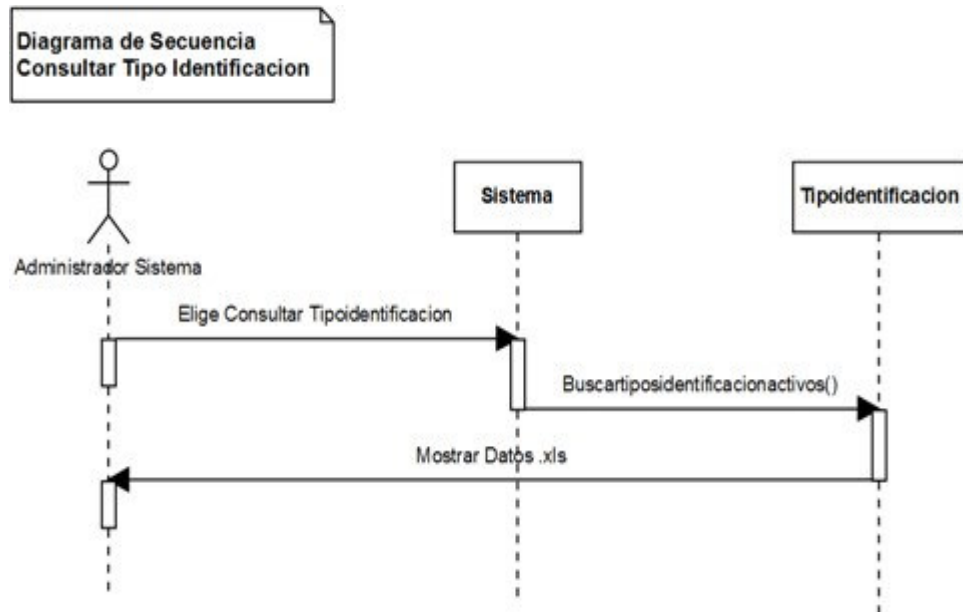 Diagrama de Secuencia
Consultar Tipo Identificacion
Sistema
Tipoidentificacion
Administrador Sistema
Elige Consultar Tipoidentificacion
Buscartiposidentificacionactivos()
Mostrar Datos .xls